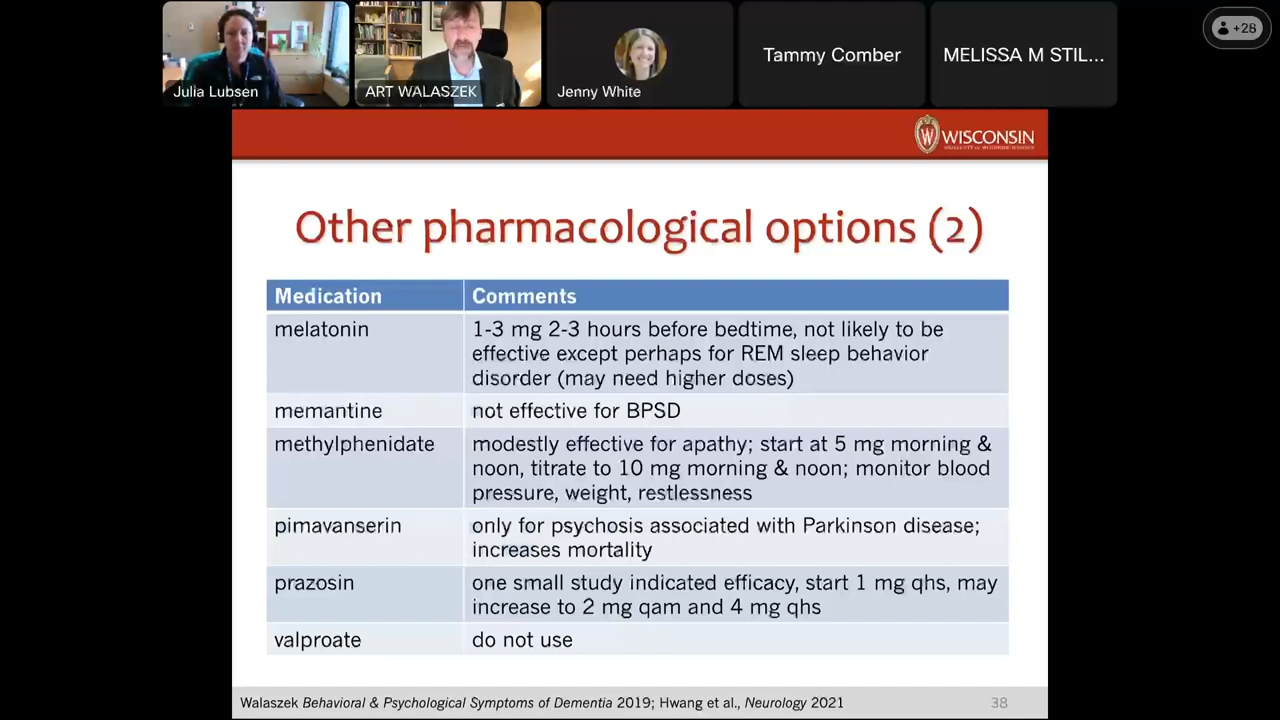 +28
Julia Lubsen
ART WALASZEK
Jenny White
Tammy Comber
MELISSA M STIL...
W WISCONSIN
Other pharmacological options (2)
Medication Comments
melatonin 1-3 mg 2-3 hours before bedtime, not likely to be
effective except perhaps for REM sleep behavior
disorder (may need higher doses)
memantine not effective for BPSD
methylphenidate modestly effective for apathy; start at 5 mg morning &
noon, titrate to 10 mg morning & noon; monitor blood
pressure, weight, restlessness
pimavanserin only for psychosis associated with Parkinson disease;
increases mortality
prazosin one small study indicated efficacy, start 1 mg qhs, may
increase to 2 mg qam and 4 mg qhs
valproate do not use
Walaszek Behavioral & Psychological Symptoms of Dementia 2019; Hwang et al., Neurology 2021
38